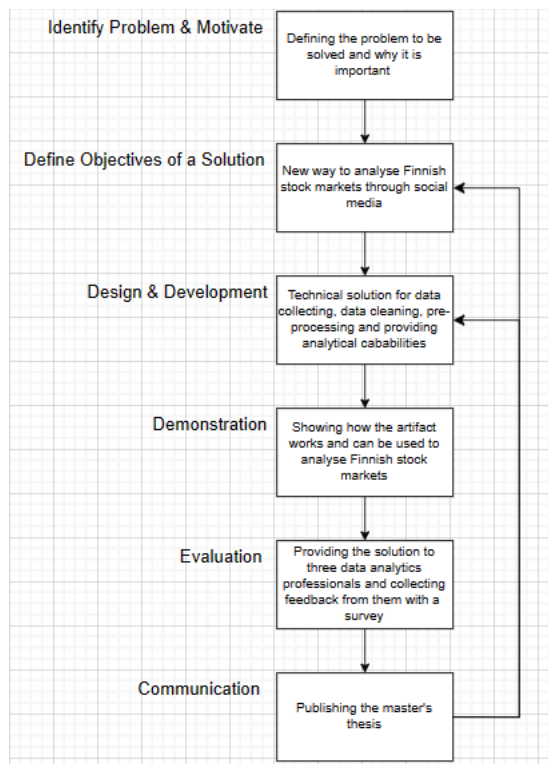 Identify Problem & Motivate
Defining the problem to be
solved and why it is
important
Define Objectives of a Solution
New way to analyse Finnish
stock markets through social
media
Design & Development
Technical solution for data
collecting, data cleaning, pre-
processing and providing
analytical cababilities
Demonstration
Showing how the artifact
works and can be used to
analyse Finnish stock
markets
Evaluation
Providing the solution to
three data analytics
professionals and collecting
feedback from them with a
survey
Communication
Publishing the master's
thesis